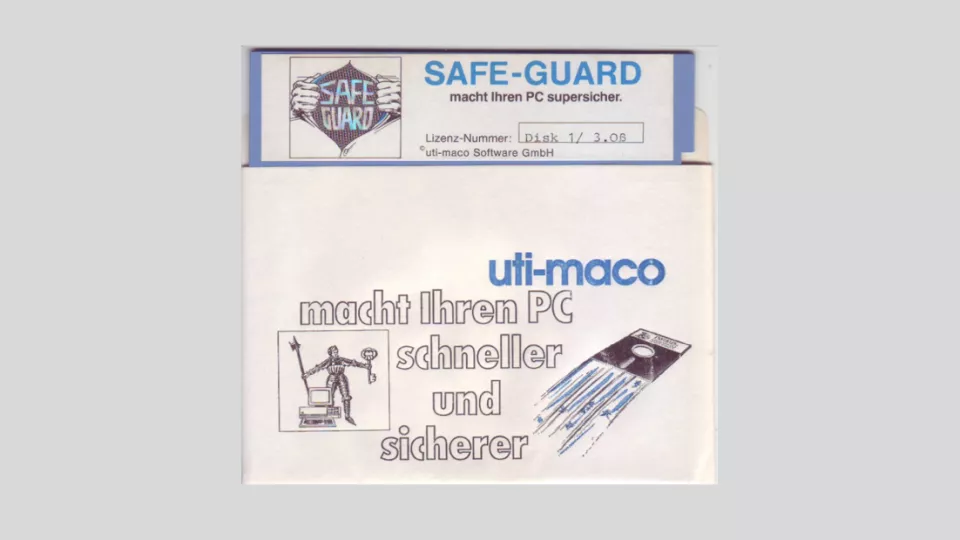 SAFE
GUARD
SAFE-GUARD
macht Ihren PC supersicher.
Lizenz-Nummer: Disk 1/ 3.06
©uti-maco Software GmbH
uti-maco
macht Ihren PC
schneller
und
sicherer